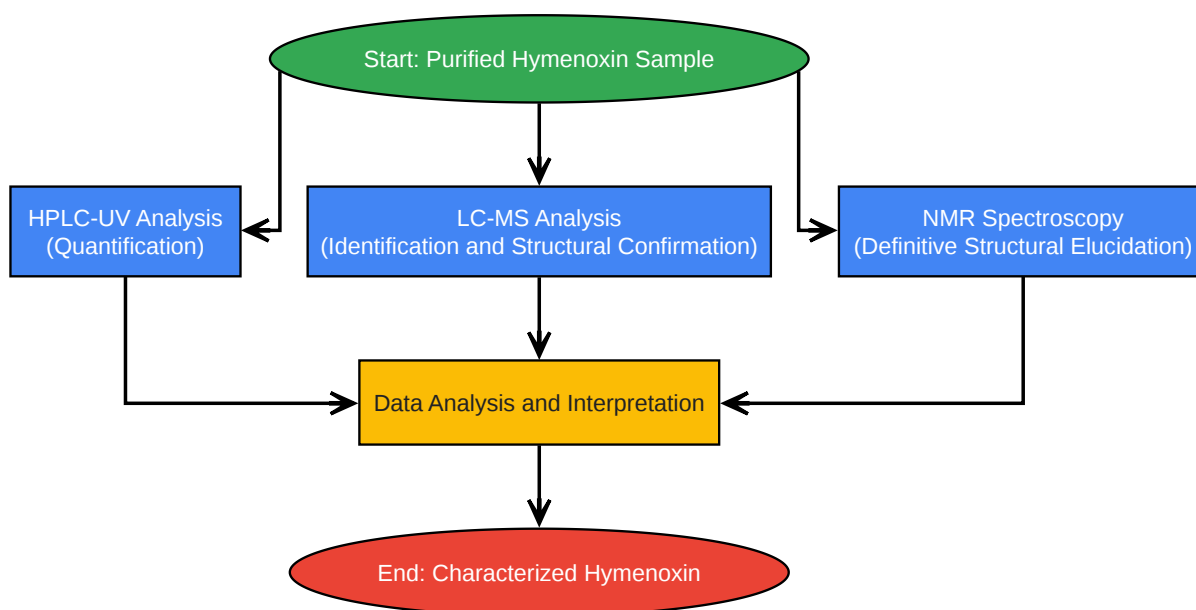 Start: Purified Hymenoxin Sample
HPLC-UV Analysis
(Quantification)
LC-MS Analysis
(Identification and Structural Confirmation)
NMR Spectroscopy
(Definitive Structural Elucidation)
Data Analysis and Interpretation
End: Characterized Hymenoxin